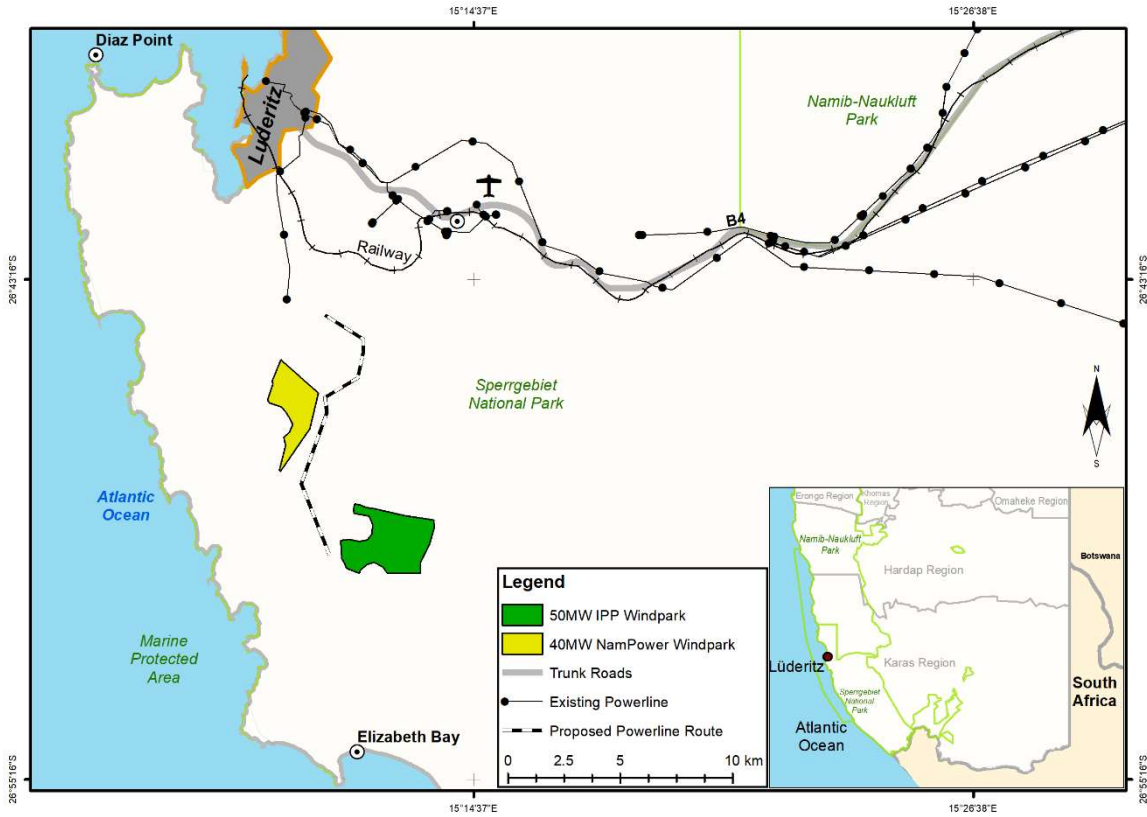 15°14'37"E
15°26'38"E
Diaz Point
Luderitz
Namib-Naukluft
Park
B4
Railway
26°43'16"S
26°43'16"S
Sperrgebiet
National Park
N
S
Atlantic
Ocean
Marine
Protected
Area
Elizabeth Bay
Legend
50MW IPP Windpark
40MW NamPower Windpark
Trunk Roads
Existing Powerline
Proposed Powerline Route
0 2.5 5 10 km
Erongo Region
Khomas
Region
Omaheke Region
Namib-Naukluft
Park
Botswana
Hardap Region
Lüderitz
Karas Region
Sperrgebiet
National
Park
South
Africa
Atlantic
Ocean
26°55'16"S
26°55'16"S
15°14'37"E
15°26'38"E